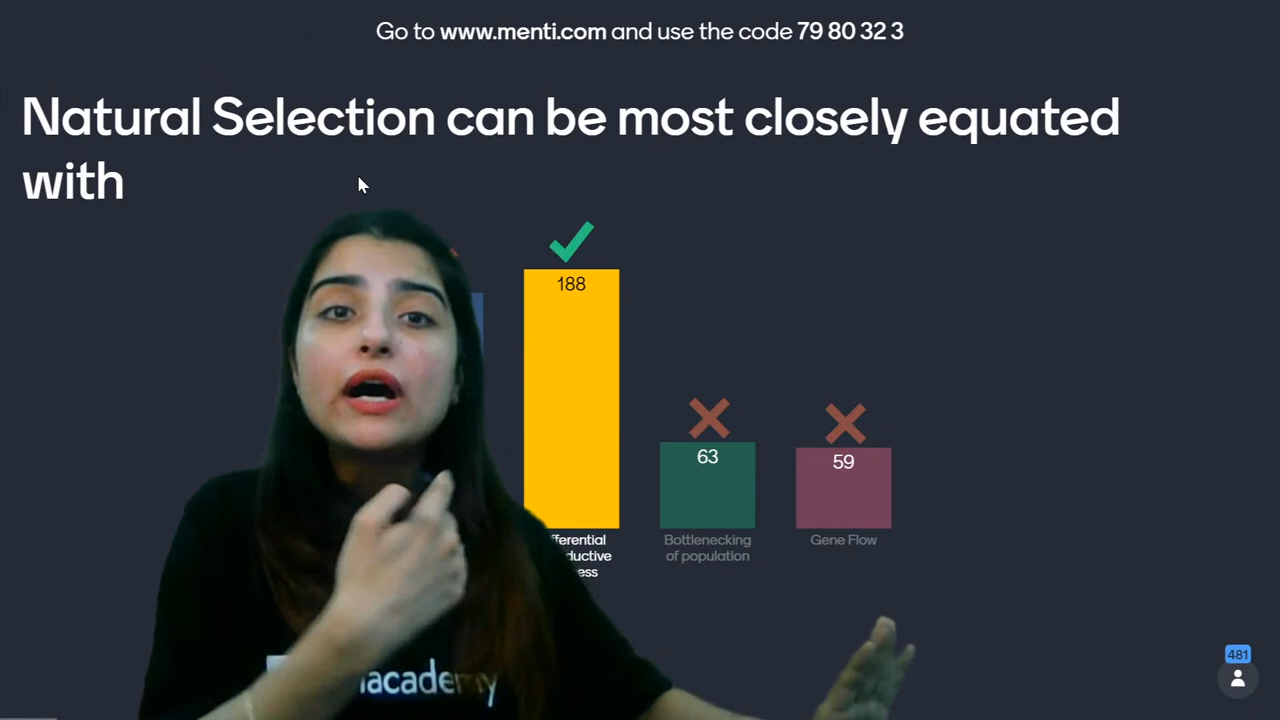 Go to www.menti.com and use the code 79 80 32 3
Natural Selection can be most closely equated
with
188
63
59
Bottlenecking
of population
Gene Flow
481